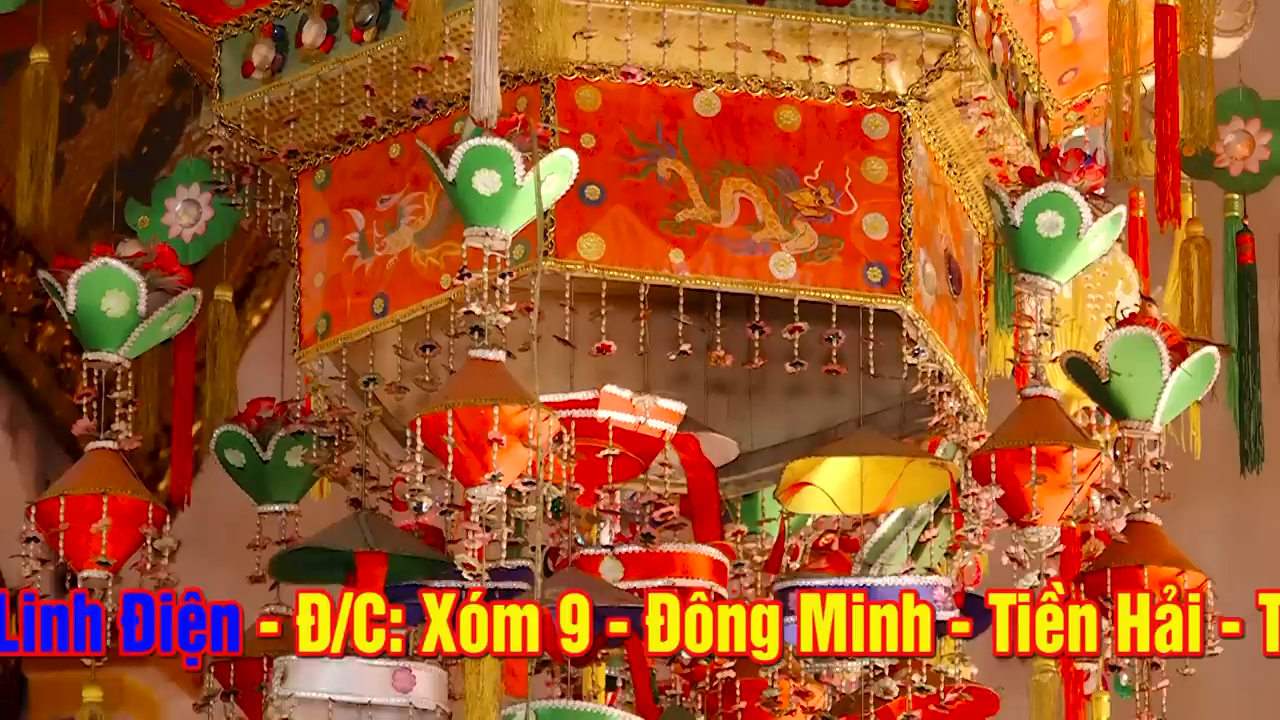 Linh Điện - Đ/C: Xóm 9 - Đông Minh - Tiền Hải -